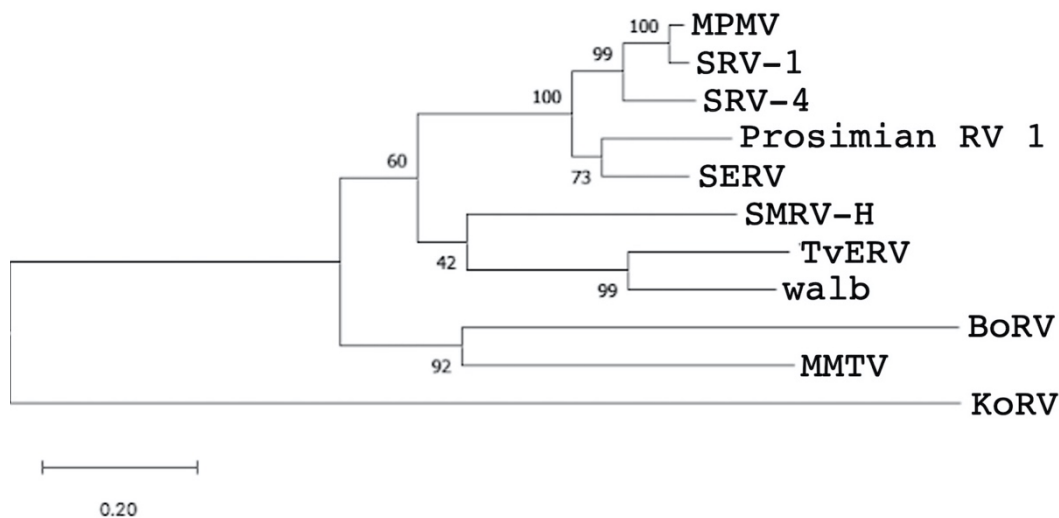 100 MPMV
99 SRV-1
100 SRV-4
Prosimian RV 1
60
73 SERV
SMRV-H
42 TvERV
99 walb
BoRV
92 MMTV
KoRV
0.20